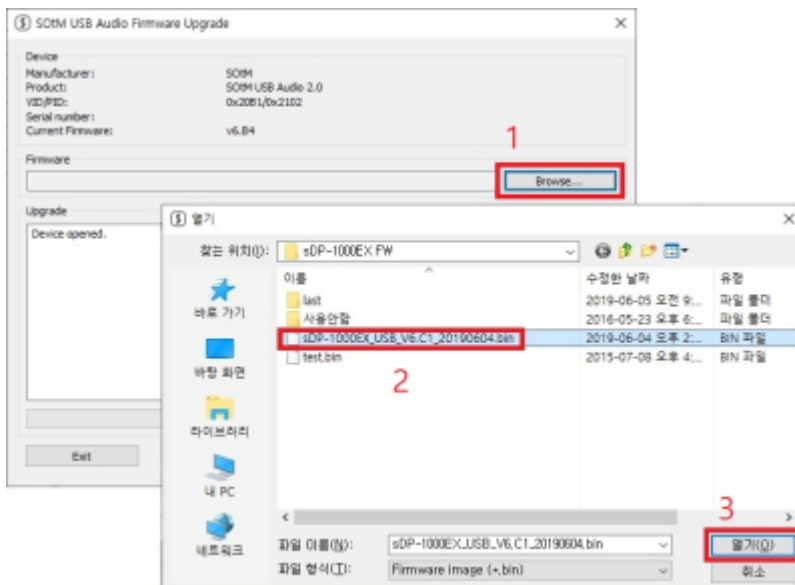 SOtM USB Audio Firmware Upgrade
Device
Manufacturer: SOtM
Product: SOtM USB Audio 2.0
VID/PID: 0x20B1/0x2102
Serial number:
Current Firmware: v6.B4
1
Firmware
Browse...
Upgrade
Device opened.
Exit
열기
찾는 위치(I): sDP-1000EX FW
이름 수정한 날짜 유형
last 2019-06-05 오전 9:... 파일 폴더
사용안함 2016-05-23 오후 6:... 파일 폴더
sDP-1000EX_USB_V6.C1_20190604.bin 2019-06-04 오후 2:... BIN 파일
test.bin 2015-07-08 오후 4:... BIN 파일
2
바로 가기
바탕 화면
라이브러리
내 PC
네트워크
3
파일 이름(N): sDP-1000EX_USB_V6.C1_20190604.bin 열기(O)
파일 형식(T): Firmware image (*.bin) 취소